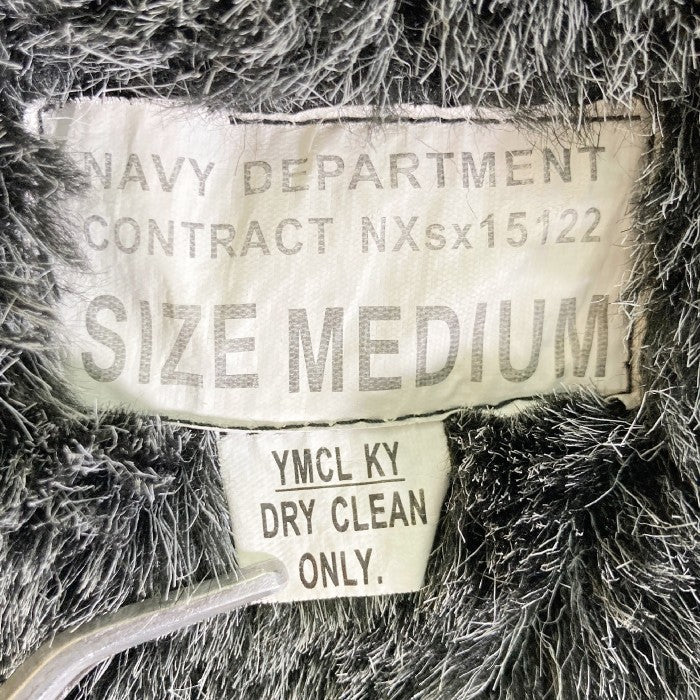 NAVY DEPARTMENT
CONTRACT NXsx15122
SIZE MEDIUM
YMCL KY
DRY CLEAN
ONLY.